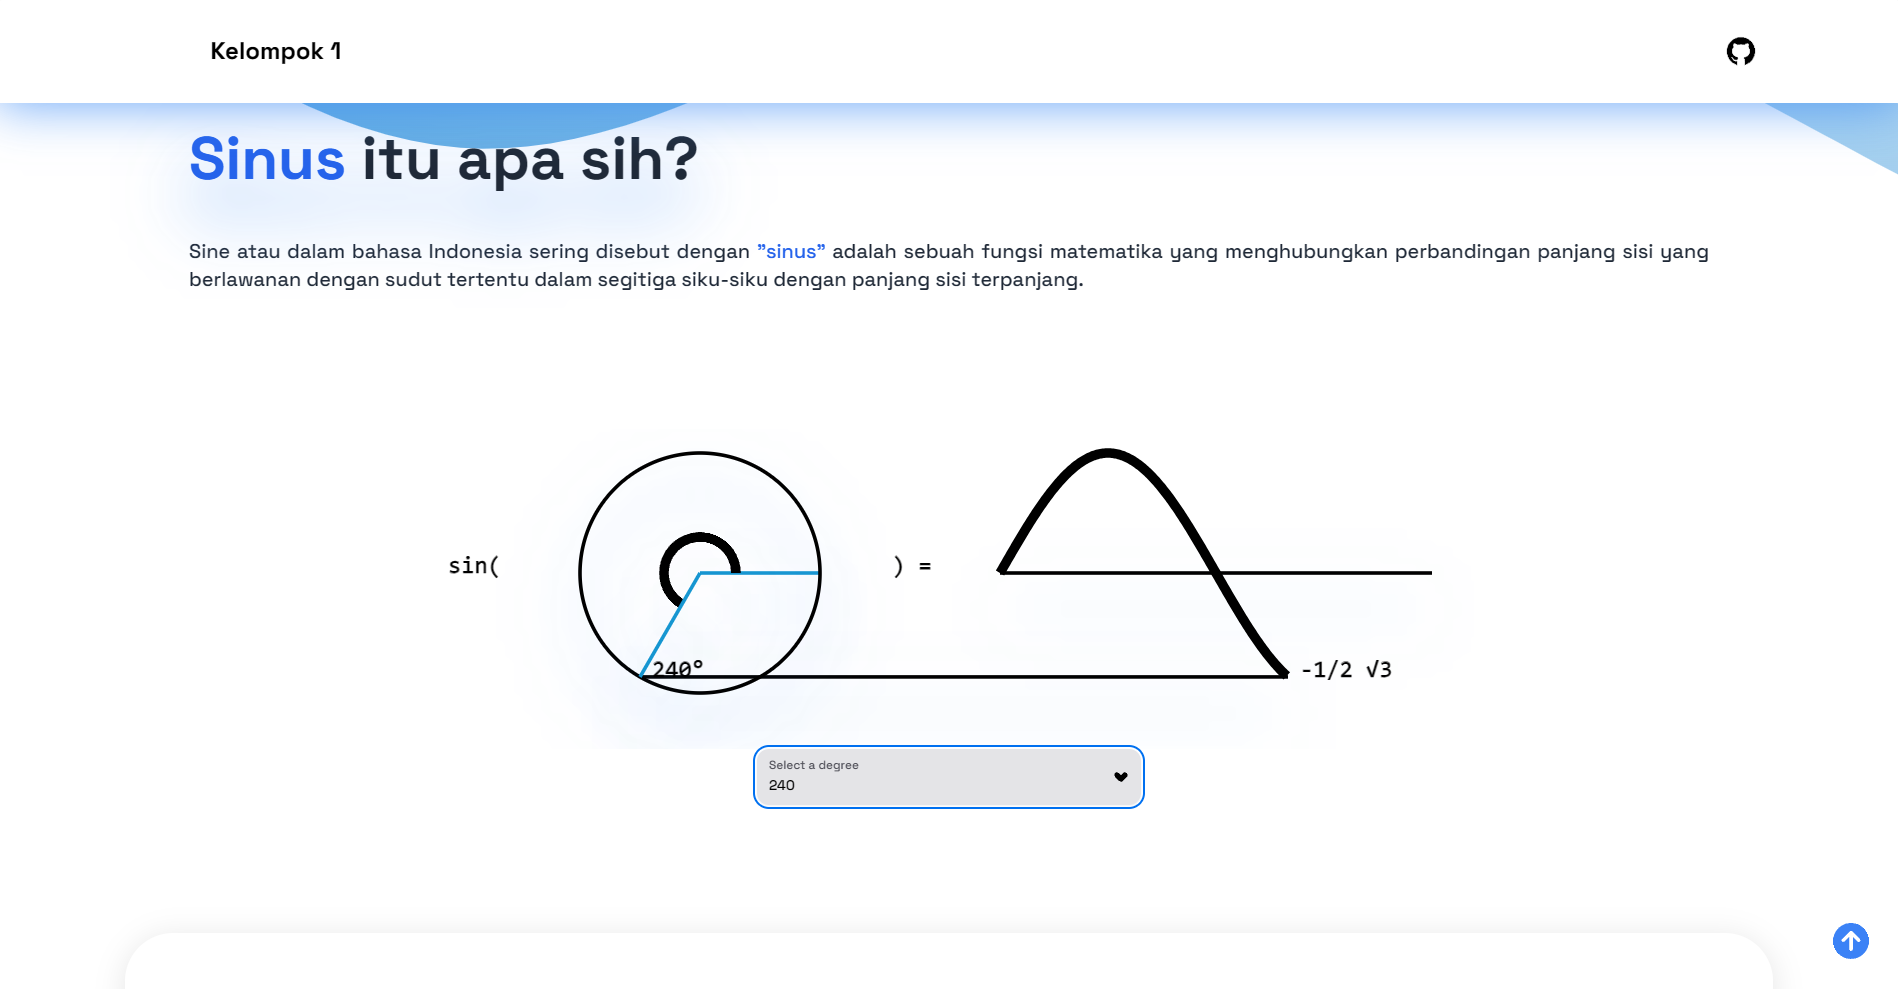 Kelompok 1
Sinus itu apa sih?
Sine atau dalam bahasa Indonesia sering disebut dengan ”sinus” adalah sebuah fungsi matematika yang menghubungkan perbandingan panjang sisi yang
berlawanan dengan sudut tertentu dalam segitiga siku-siku dengan panjang sisi terpanjang.
sin(
) =
240°
-1/2 √3
Select a degree
240